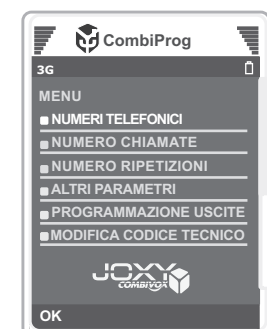 CombiProg
3G
MENU
NUMERI TELEFONICI
NUMERO CHIAMATE
NUMERO RIPETIZIONI
ALTRI PARAMETRI
PROGRAMMAZIONE USCITE
MODIFICA CODICE TECNICO
JOXY
COMBIVOX
OK